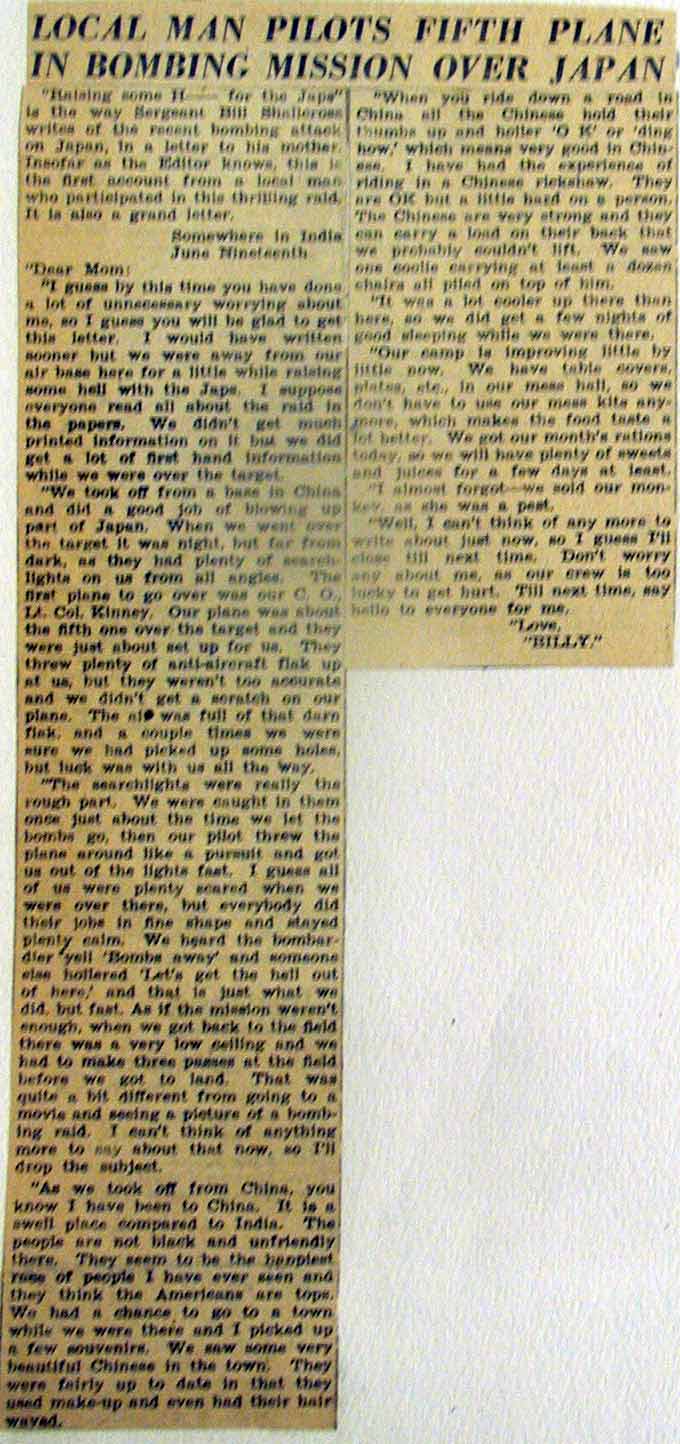 LOCAL MAN PILOTS FIFTH PLANE
IN BOMBING MISSION OVER JAPAN
"Raising some H— for the Japs"
is the way Sergeant Bill Shallcross
writes of the recent bombing attack
on Japan, in a letter to his mother.
Insofar as the Editor knows, this is
the first account from a local man
who participated in this thrilling raid.
It is also a grand letter.
Somewhere in India
June Nineteenth
"Dear Mom:
"I guess by this time you have done
a lot of unnecessary worrying about
me, so I guess you will be glad to get
this letter. I would have written
sooner but we were away from our
air base here for a little while raising
some hell with the Japs. I suppose
everyone read all about the raid in
the papers. We didn't get much
printed information on it but we did
get a lot of first hand information
while we were over the target.
"We took off from a base in China
and did a good job of blowing up
part of Japan. When we went over
the target it was night, but far from
dark, as they had plenty of search-
lights on us from all angles. The
first plane to go over was our C. O.,
Lt. Col. Kinney. Our plane was about
the fifth one over the target and they
were just about set up for us. They
threw plenty of anti-aircraft flak up
at us, but they weren't too accurate
and we didn't get a scratch on our
plane. The air was full of that darn
flak, and a couple times we were
sure we had picked up some holes,
but luck was with us all the way.
"The searchlights were really the
rough part. We were caught in them
once just about the time we let the
bombs go, then our pilot threw the
plane around like a pursuit and got
us out of the lights fast. I guess all
of us were plenty scared when we
were over there, but everybody did
their jobs in fine shape and stayed
plenty calm. We heard the bombar-
dier yell 'Bombs away' and someone
else hollered 'Let's get the hell out
of here,' and that is just what we
did, but fast. As if the mission weren't
enough, when we got back to the field
there was a very low ceiling and we
had to make three passes at the field
before we got to land. That was
quite a bit different from going to a
movie and seeing a picture of a bomb-
ing raid. I can't think of anything
more to say about that now, so I'll
drop the subject.
"As we took off from China, you
know I have been to China. It is a
swell place compared to India. The
people are not black and unfriendly
there. They seem to be the happiest
race of people I have ever seen and
they think the Americans are tops.
We had a chance to go to a town
while we were there and I picked up
a few souvenirs. We saw some very
beautiful Chinese in the town. They
were fairly up to date in that they
used make-up and even had their hair
waved.
"When you ride down a road in
China all the Chinese hold their
thumbs up and holler 'O K' or 'ding
how,' which means very good in Chin-
ese. I have had the experience of
riding in a Chinese rickshaw. They
are OK but a little hard on a person.
The Chinese are very strong and they
can carry a load on their back that
we probably couldn't lift. We saw
one coolie carrying at least a dozen
chairs all piled on top of him.
"It was a lot cooler up there than
here, so we did get a few nights of
good sleeping while we were there.
"Our camp is improving little by
little now. We have table covers,
plates, etc., in our mess hall, so we
don't have to use our mess kits any-
more, which makes the food taste a
lot better. We got our month's rations
today, so we will have plenty of sweets
and juices for a few days at least.
"I almost forgot—we sold our mon-
key, as she was a pest.
"Well, I can't think of any more to
write about just now, so I guess I'll
close till next time. Don't worry
any about me, as our crew is too
lucky to get hurt. Till next time, say
hello to everyone for me.
"Love,
"BILLY."